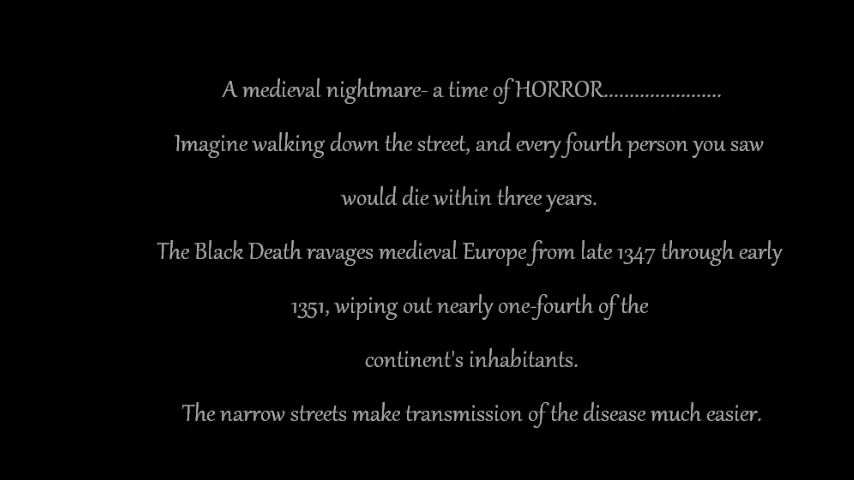 A medieval nightmare- a time of HORROR.......................
Imagine walking down the street, and every fourth person you saw
would die within three years.
The Black Death ravages medieval Europe from late 1347 through early
1351, wiping out nearly one-fourth of the
continent's inhabitants.
The narrow streets make transmission of the disease much easier.